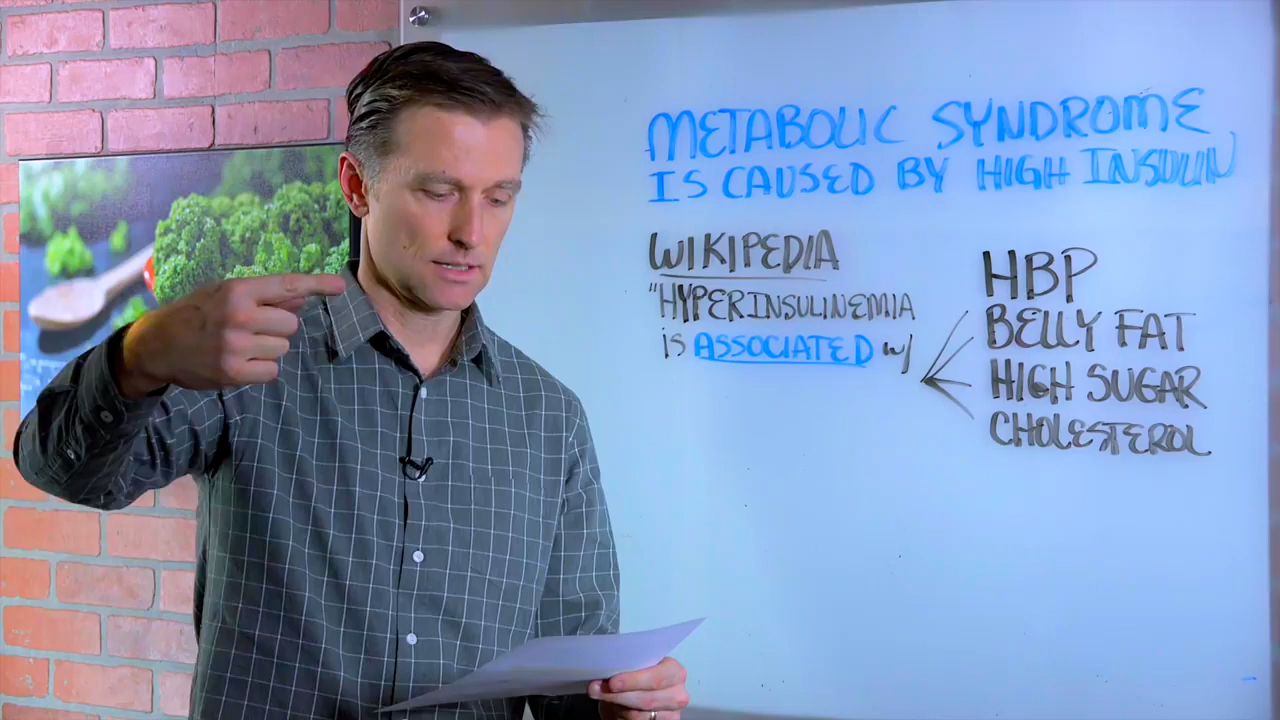 METABOLIC SYNDROME
IS CAUSED BY HIGH INSULIN
WIKIPEDIA
"HYPERINSULINEMIA
is ASSOCIATED w/
HBP
BELLY FAT
HIGH SUGAR
CHOLESTEROL